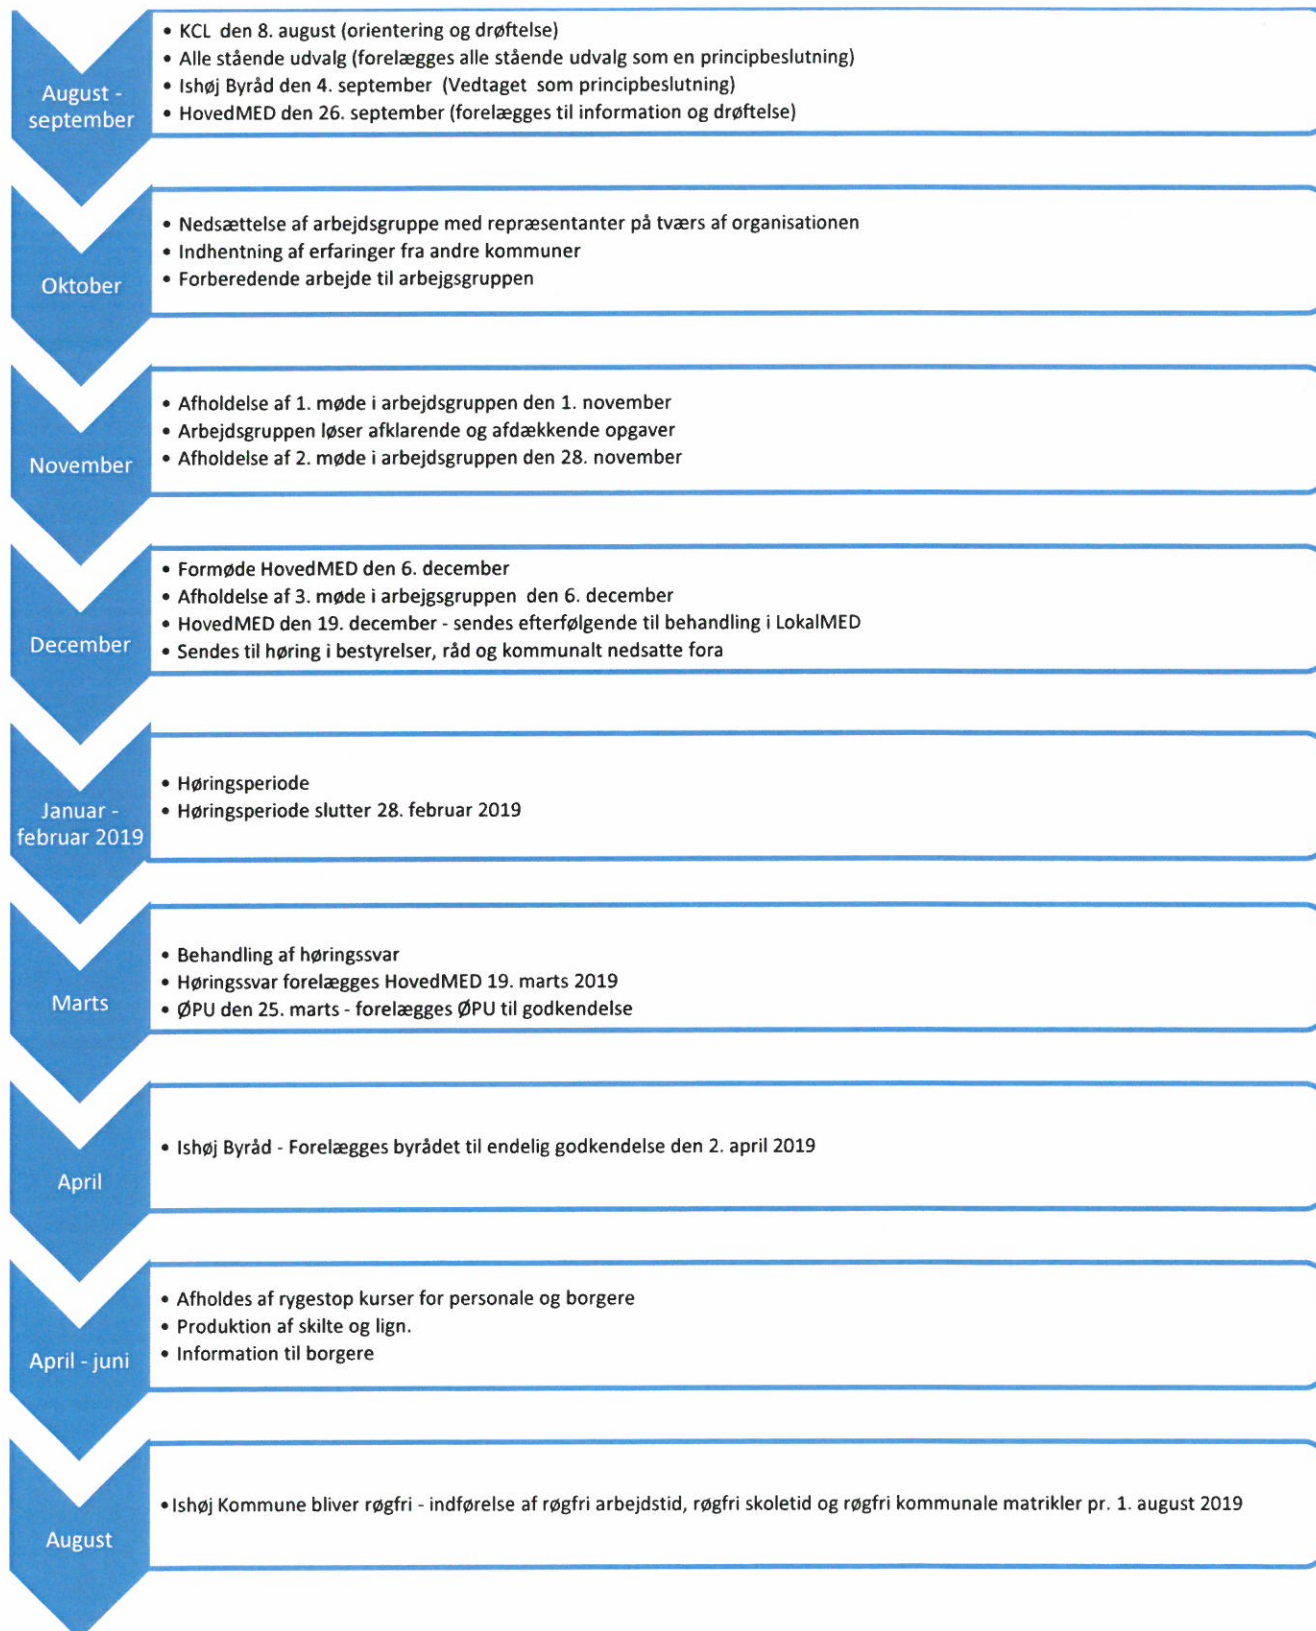 August -
september
• KCL den 8. august (orientering og drøftelse)
• Alle stående udvalg (forelægges alle stående udvalg som en principbeslutning)
• Ishøj Byråd den 4. september (Vedtaget som principbeslutning)
• HovedMED den 26. september (forelægges til information og drøftelse)
Oktober
• Nedsættelse af arbejdsgruppe med repræsentanter på tværs af organisationen
• Indhentning af erfaringer fra andre kommuner
• Forberedende arbejde til arbejgsgruppen
November
• Afholdelse af 1. møde i arbejdsgruppen den 1. november
• Arbejdsgruppen løser afklarende og afdækkende opgaver
• Afholdelse af 2. møde i arbejdsgruppen den 28. november
December
• Formøde HovedMED den 6. december
• Afholdelse af 3. møde i arbejgsgruppen den 6. december
• HovedMED den 19. december - sendes efterfølgende til behandling i LokalMED
• Sendes til høring i bestyrelser, råd og kommunalt nedsatte fora
Januar -
februar 2019
• Høringsperiode
• Høringsperiode slutter 28. februar 2019
Marts
• Behandling af høringssvar
• Høringssvar forelægges HovedMED 19. marts 2019
• ØPU den 25. marts - forelægges ØPU til godkendelse
April
• Ishøj Byråd - Forelægges byrådet til endelig godkendelse den 2. april 2019
April - juni
• Afholdes af rygestop kurser for personale og borgere
• Produktion af skilte og lign.
• Information til borgere
August
• Ishøj Kommune bliver røgfri - indførelse af røgfri arbejdstid, røgfri skoletid og røgfri kommunale matrikler pr. 1. august 2019